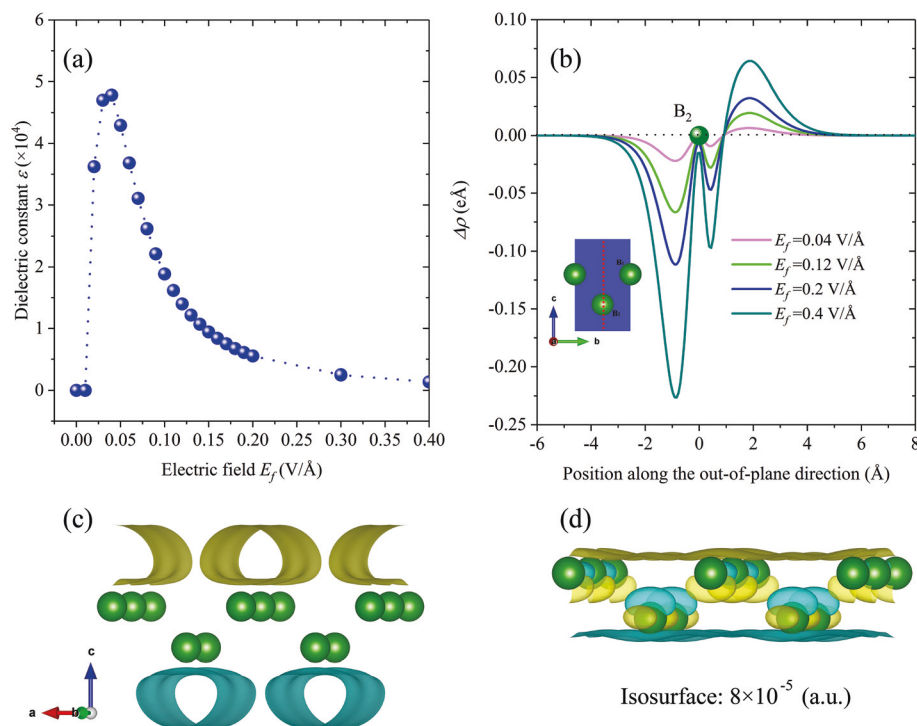 (a)
6
5
4
3
2
1
0
Dielectric constant ε (×10⁴)
0.00 0.05 0.10 0.15 0.20 0.25 0.30 0.35 0.40
Electric field E_f (V/Å)
(b)
0.10
0.05
0.00
-0.05
-0.10
-0.15
-0.20
-0.25
Δρ (eÅ)
B₂
E_f=0.04 V/Å
E_f=0.12 V/Å
E_f=0.2 V/Å
E_f=0.4 V/Å
c
b
-6 -4 -2 0 2 4 6 8
Position along the out-of-plane direction (Å)
(c)
c
a
b
(d)
Isosurface: 8×10⁻⁵ (a.u.)